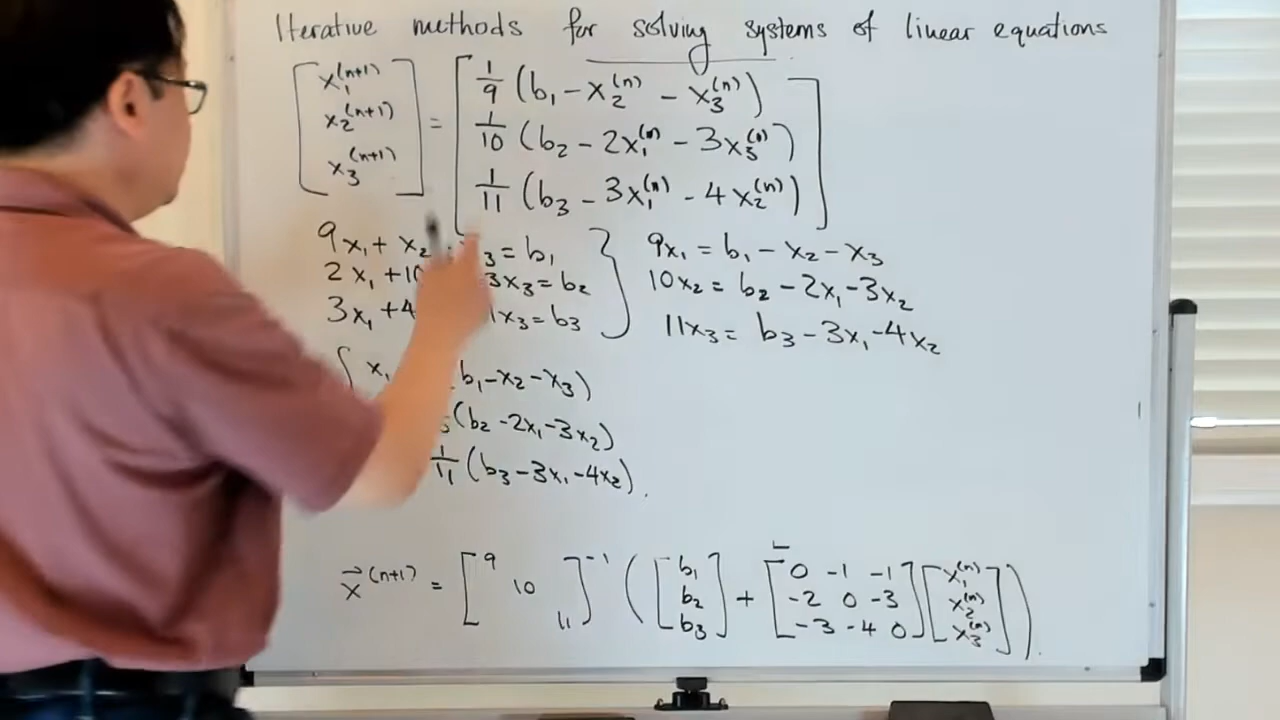 Iterative methods for solving systems of linear equations
[x₁⁽ⁿ⁺¹⁾ x₂⁽ⁿ⁺¹⁾ x₃⁽ⁿ⁺¹⁾] =
1/9 (b₁ - x₂⁽ⁿ⁾ - x₃⁽ⁿ⁾)
1/10 (b₂ - 2x₁⁽ⁿ⁾ - 3x₃⁽ⁿ⁾)
1/11 (b₃ - 3x₁⁽ⁿ⁾ - 4x₂⁽ⁿ⁾)
9x₁ + x₂ ₃ = b₁
2x₁ + 10 3x₃ = b₂
3x₁ + 4 1x₃ = b₃
9x₁ = b₁ - x₂ - x₃
10x₂ = b₂ - 2x₁ - 3x₂
11x₃ = b₃ - 3x₁ - 4x₂
x₁ b₁ - x₂ - x₃)
(b₂ - 2x₁ - 3x₂)
1/11 (b₃ - 3x₁ - 4x₂).
x⃗⁽ⁿ⁺¹⁾ = [9 10 11]⁻¹ ([b₁ b₂ b₃] + [0 -1 -1; -2 0 -3; -3 -4 0] [x₁⁽ⁿ⁾ x₂⁽ⁿ⁾ x₃⁽ⁿ⁾]).